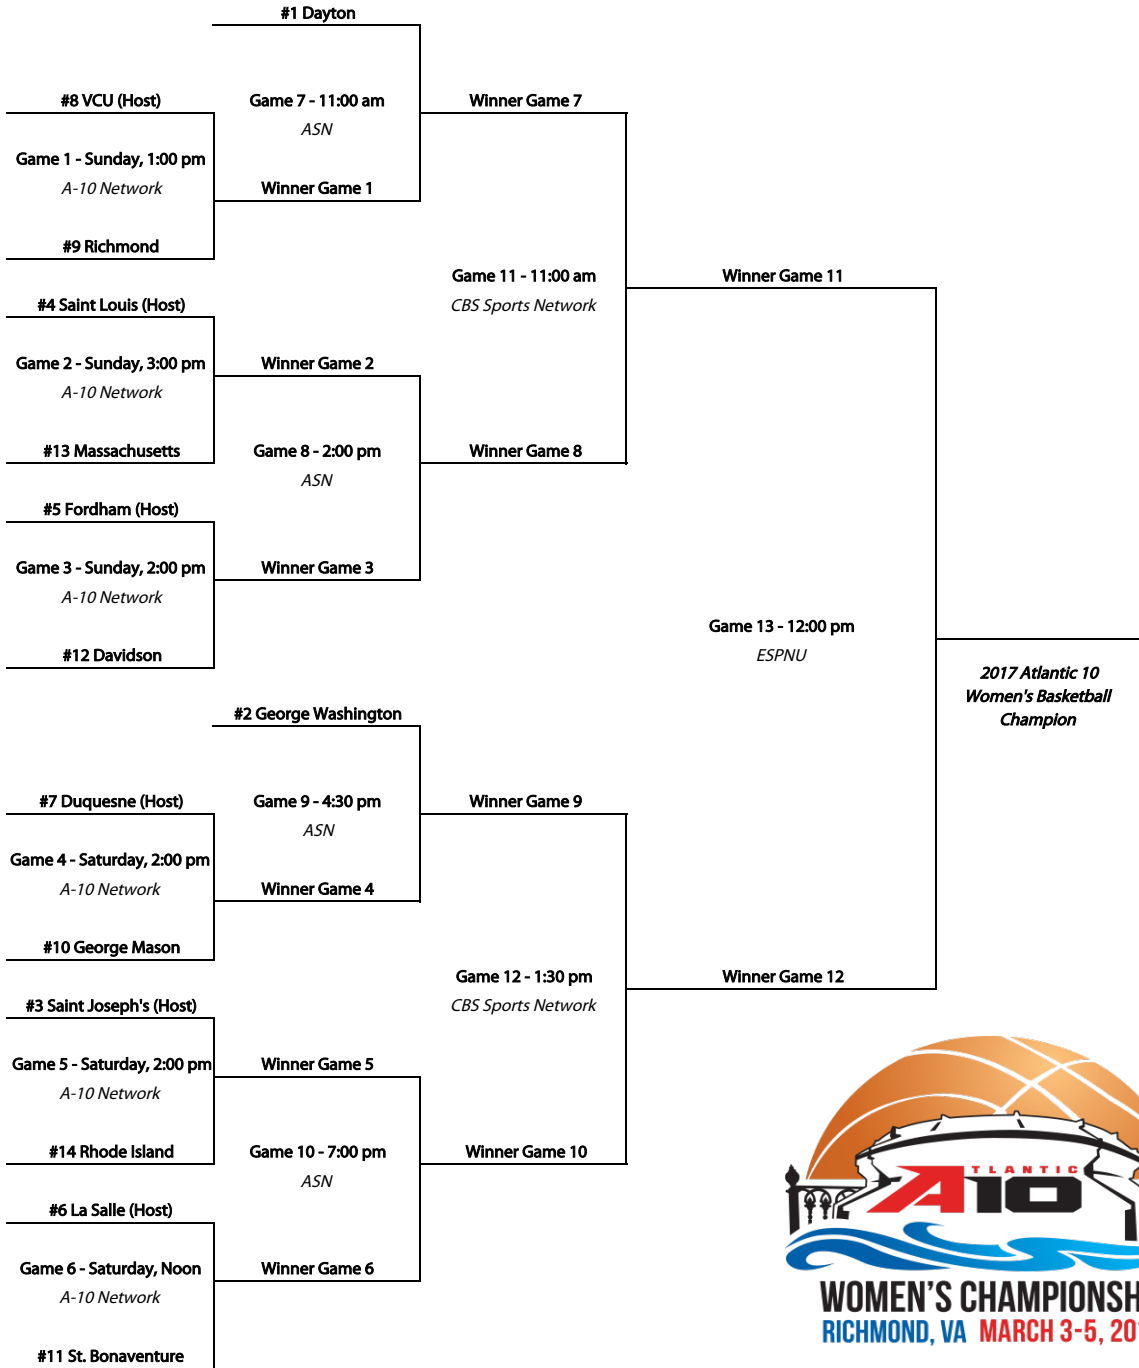 #1 Dayton
#8 VCU (Host)
Game 7 - 11:00 am
Winner Game 7
ASN
Game 1 - Sunday, 1:00 pm
A-10 Network
Winner Game 1
#9 Richmond
Game 11 - 11:00 am
Winner Game 11
#4 Saint Louis (Host)
CBS Sports Network
Game 2 - Sunday, 3:00 pm
Winner Game 2
A-10 Network
#13 Massachusetts
Game 8 - 2:00 pm
Winner Game 8
ASN
#5 Fordham (Host)
Game 3 - Sunday, 2:00 pm
Winner Game 3
A-10 Network
Game 13 - 12:00 pm
#12 Davidson
ESPNU
2017 Atlantic 10
Women's Basketball
Champion
#2 George Washington
#7 Duquesne (Host)
Game 9 - 4:30 pm
Winner Game 9
ASN
Game 4 - Saturday, 2:00 pm
A-10 Network
Winner Game 4
#10 George Mason
Game 12 - 1:30 pm
Winner Game 12
#3 Saint Joseph's (Host)
CBS Sports Network
Game 5 - Saturday, 2:00 pm
Winner Game 5
A-10 Network
#14 Rhode Island
Game 10 - 7:00 pm
Winner Game 10
ASN
ATLANTIC
10
#6 La Salle (Host)
Game 6 - Saturday, Noon
Winner Game 6
A-10 Network
WOMEN'S CHAMPIONSH
RICHMOND, VA MARCH 3-5, 20
#11 St. Bonaventure